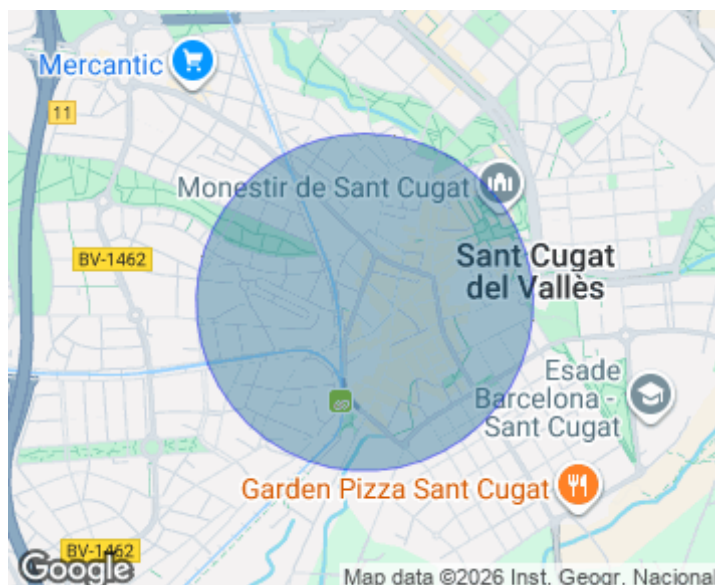 Mercantic
11
Monestir de Sant Cugat
BV-1462
Sant Cugat
del Vallès
Esade
Barcelona -
Sant Cugat
Garden Pizza Sant Cugat
BV-1462
Google
Map data ©2026 Inst. Geogr. Nacional